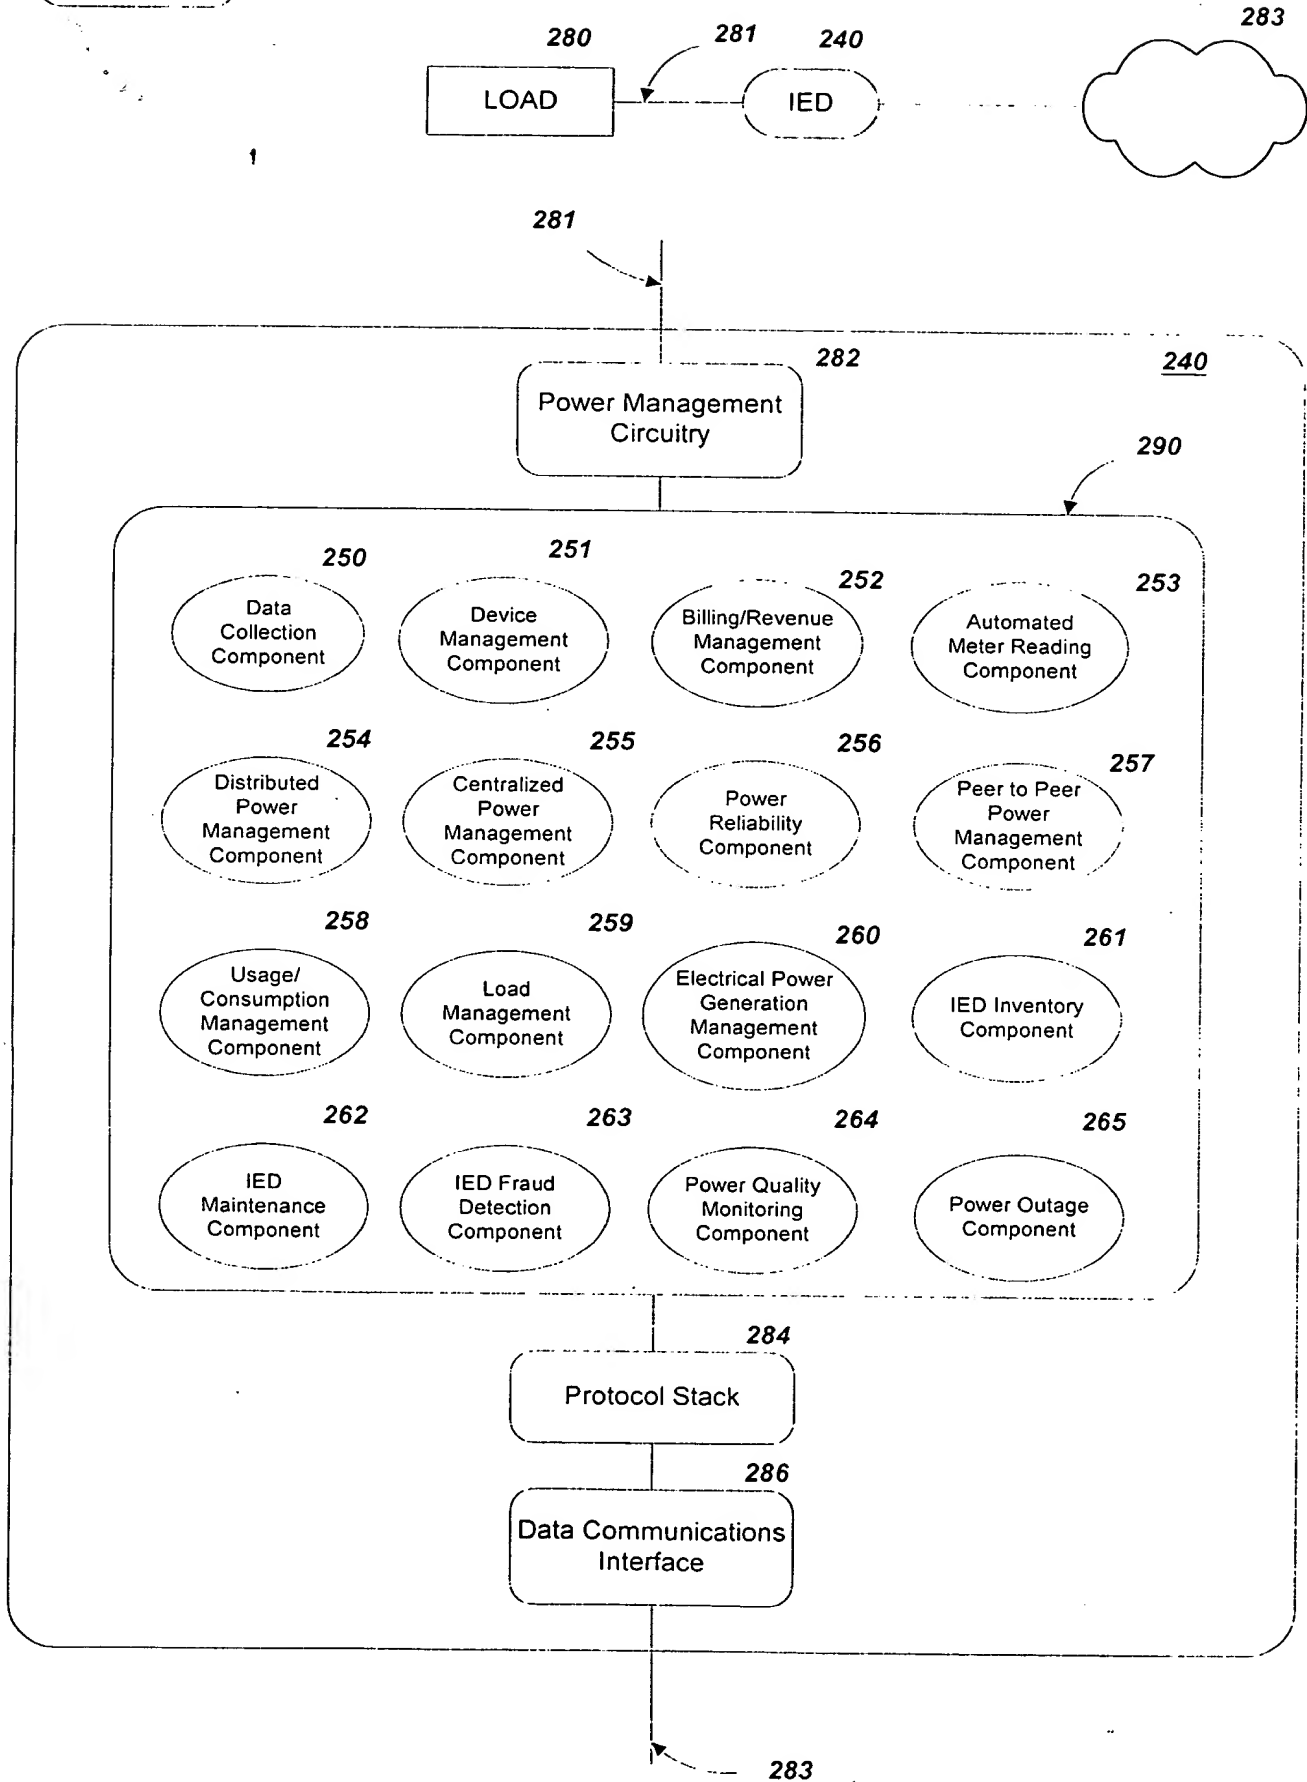 283
280
281
240
LOAD
IED
281
282
240
Power Management
Circuitry
290
250
251
252
253
Data
Collection
Component
Device
Management
Component
Billing/Revenue
Management
Component
Automated
Meter Reading
Component
254
255
256
257
Distributed
Power
Management
Component
Centralized
Power
Management
Component
Power
Reliability
Component
Peer to Peer
Power
Management
Component
258
259
260
261
Usage/
Consumption
Management
Component
Load
Management
Component
Electrical Power
Generation
Management
Component
IED Inventory
Component
262
263
264
265
IED
Maintenance
Component
IED Fraud
Detection
Component
Power Quality
Monitoring
Component
Power Outage
Component
284
Protocol Stack
286
Data Communications
Interface
283